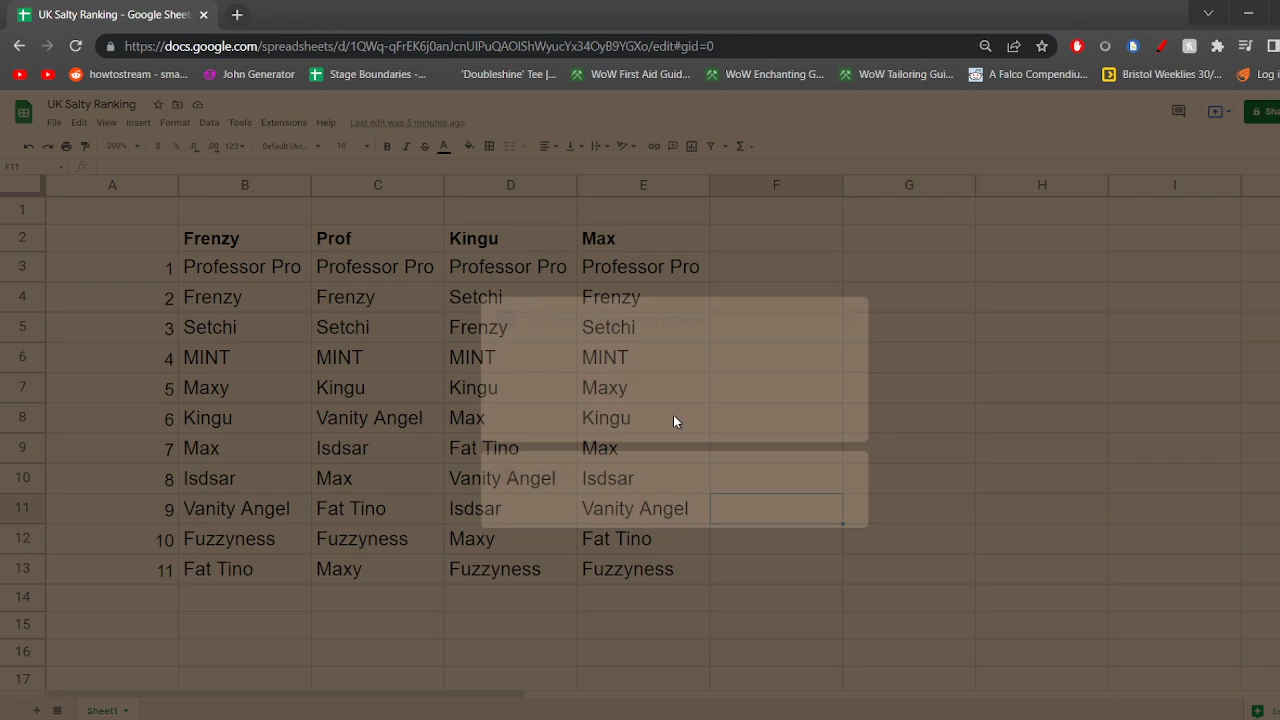 UK Salty Ranking - Google Sheet
https://docs.google.com/spreadsheets/d/1QWq-qFrEK6j0anJcnUIPuQAOIShWyucYx34OyB9YGXo/edit#gid=0
howtostream - sma... John Generator Stage Boundaries -... 'Doubleshine' Tee |... WoW First Aid Guid... WoW Enchanting G... WoW Tailoring Gui... A Falco Compendiu... Bristol Weeklies 30/... Log i
UK Salty Ranking
File Edit View Insert Format Data Tools Extensions Help Last edit was 5 minutes ago Sha
200% $ % .0 .00 123 Default (Ari... 10 B I S A
F11 fx
A B C D E F G H I
1
2 Frenzy Prof Kingu Max
3 1 Professor Pro Professor Pro Professor Pro Professor Pro
4 2 Frenzy Frenzy Setchi Frenzy
5 3 Setchi Setchi Frenzy Setchi
6 4 MINT MINT MINT MINT
7 5 Maxy Kingu Kingu Maxy
8 6 Kingu Vanity Angel Max Kingu
9 7 Max Isdsar Fat Tino Max
10 8 Isdsar Max Vanity Angel Isdsar
11 9 Vanity Angel Fat Tino Isdsar Vanity Angel
12 10 Fuzzyness Fuzzyness Maxy Fat Tino
13 11 Fat Tino Maxy Fuzzyness Fuzzyness
14
15
16
17
Sheet1